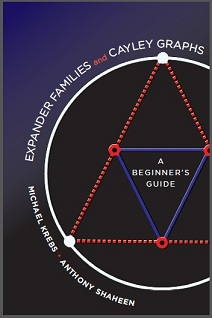 EXPANDER FAMILIES and CAYLEY GRAPHS
A
BEGINNER'S
GUIDE
MICHAEL KREBS • ANTHONY SHAHEEN